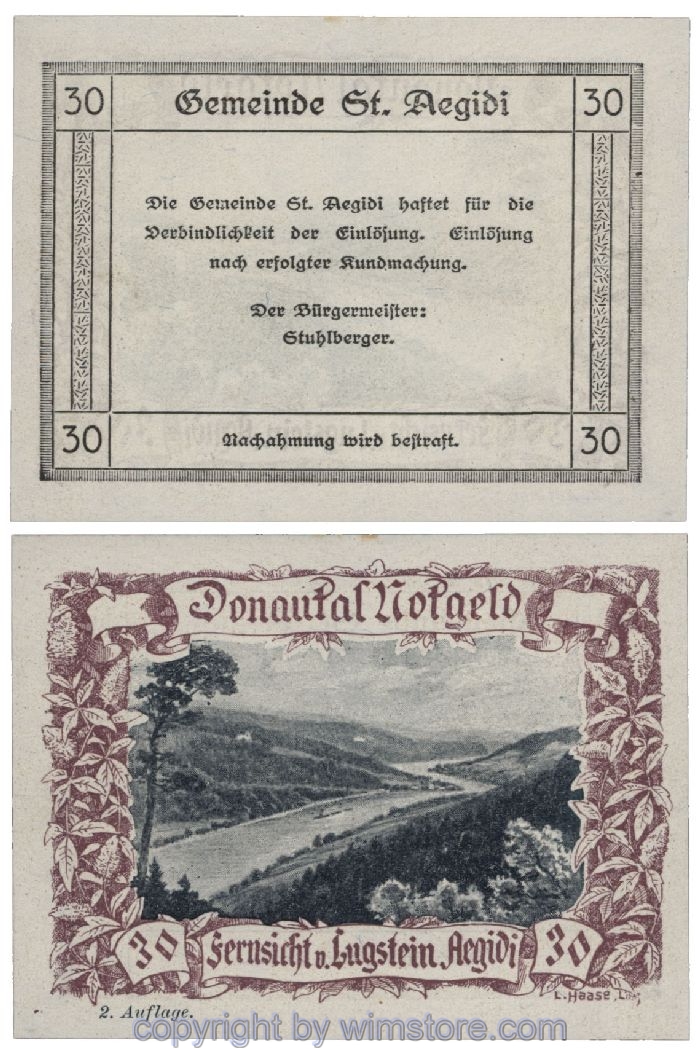 30 Gemeinde St. Aegidi 30
Die Gemeinde St. Aegidi haftet für die
Verbindlichkeit der Einlösung. Einlösung
nach erfolgter Kundmachung.
Der Bürgermeister:
Stuhlberger.
30 Nachahmung wird bestraft. 30
Donautal Notgeld
30 Fernsicht v. Lugstein. Aegidi 30
L. Haase,
2. Auflage.
copyright by wimstore.com